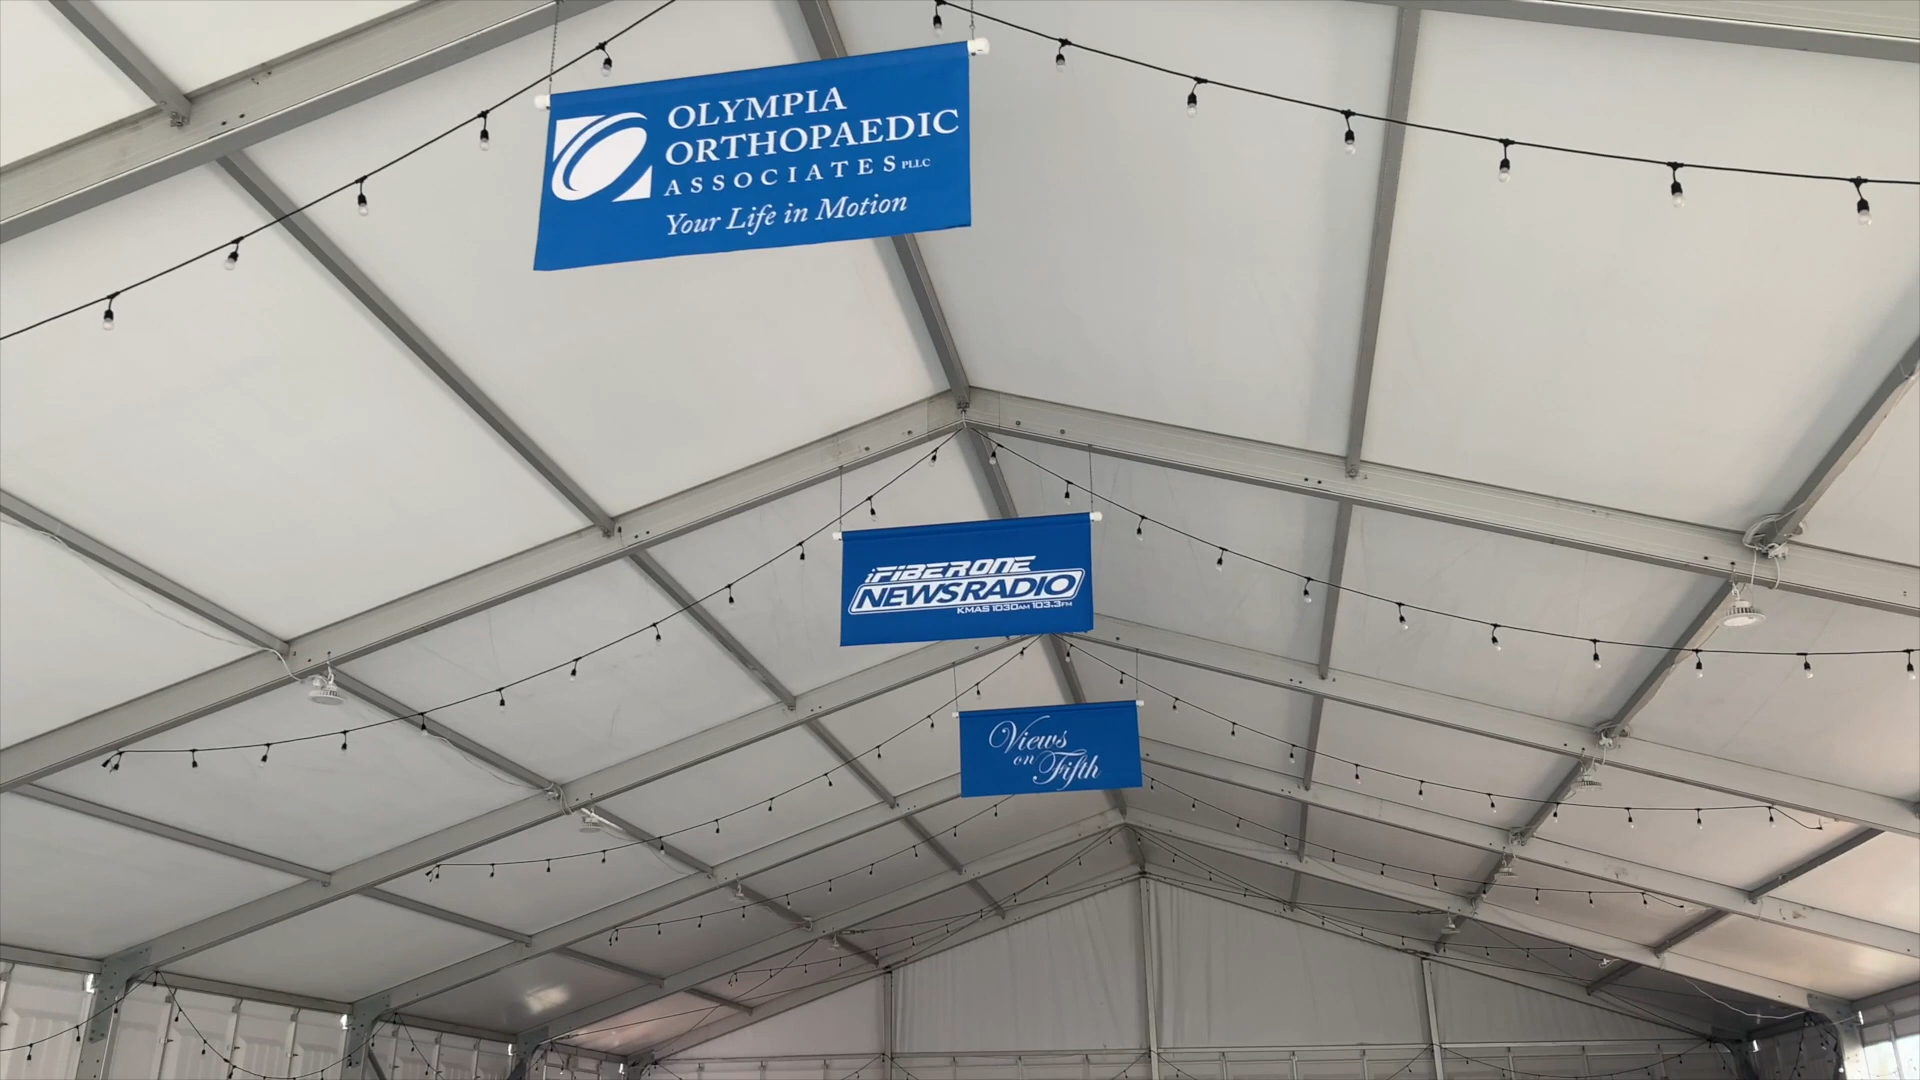 OLYMPIA
ORTHOPAEDIC
ASSOCIATES PLLC
Your Life in Motion
iFIBERONE
NEWSRADIO
KMAS 1030AM 103.3FM
Views
on
Fifth